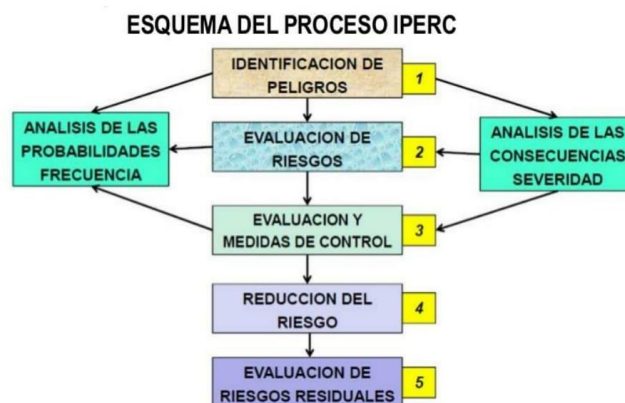 ESQUEMA DEL PROCESO IPERC
IDENTIFICACION DE
PELIGROS
1
ANALISIS DE LAS
PROBABILIDADES
FRECUENCIA
EVALUACION DE
RIESGOS
2
ANALISIS DE LAS
CONSECUENCIAS
SEVERIDAD
EVALUACION Y
MEDIDAS DE CONTROL
3
REDUCCION DEL
RIESGO
4
EVALUACION DE
RIESGOS RESIDUALES
5